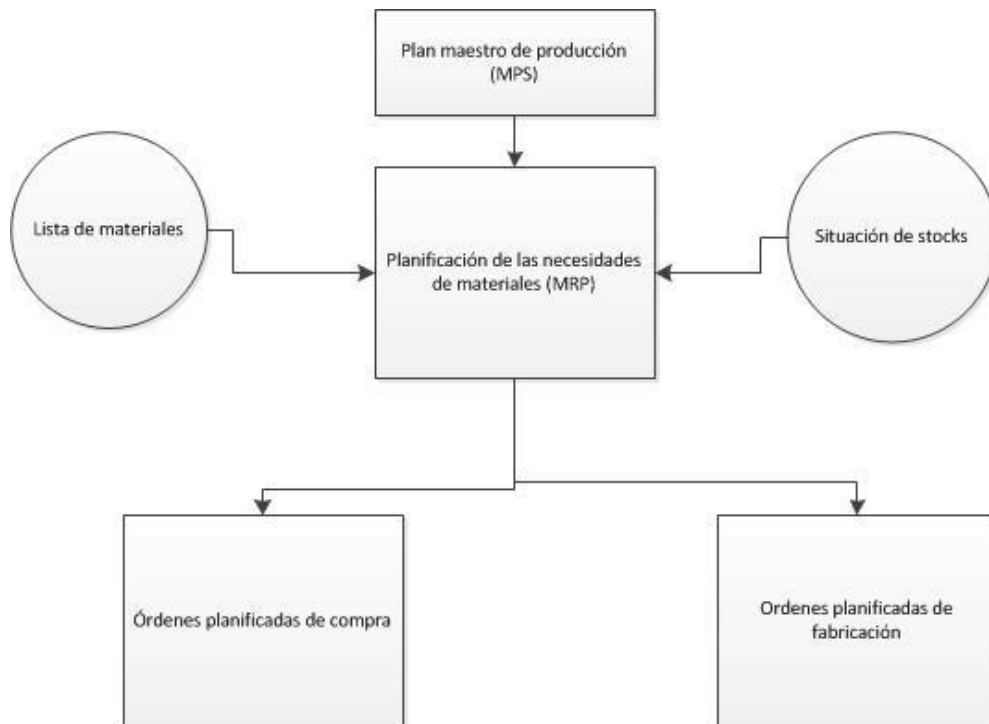 Plan maestro de producción
(MPS)
Lista de materiales
Planificación de las necesidades
de materiales (MRP)
Situación de stocks
Órdenes planificadas de compra
Ordenes planificadas de
fabricación